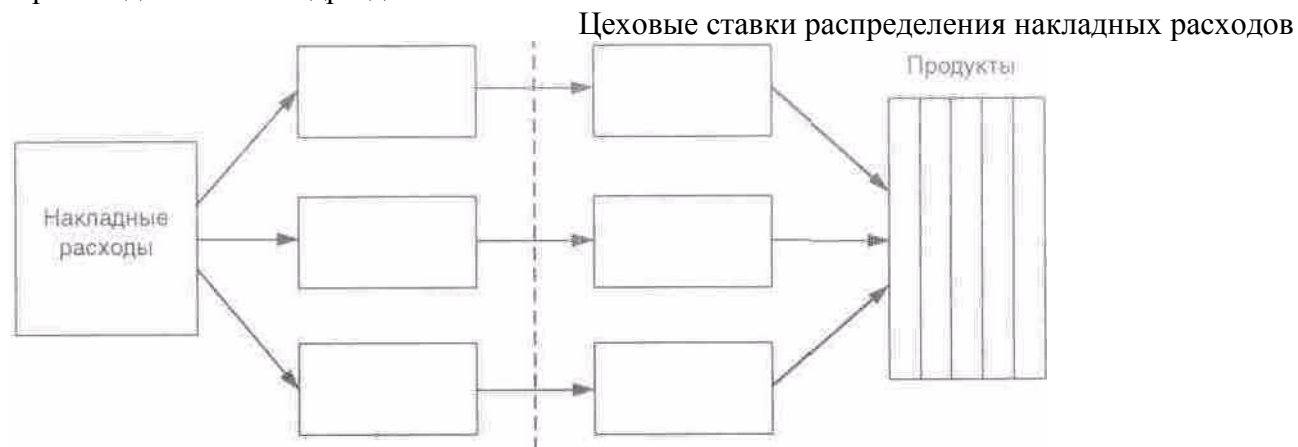 Цеховые ставки распределения накладных расходов
Продукты
Накладные
расходы